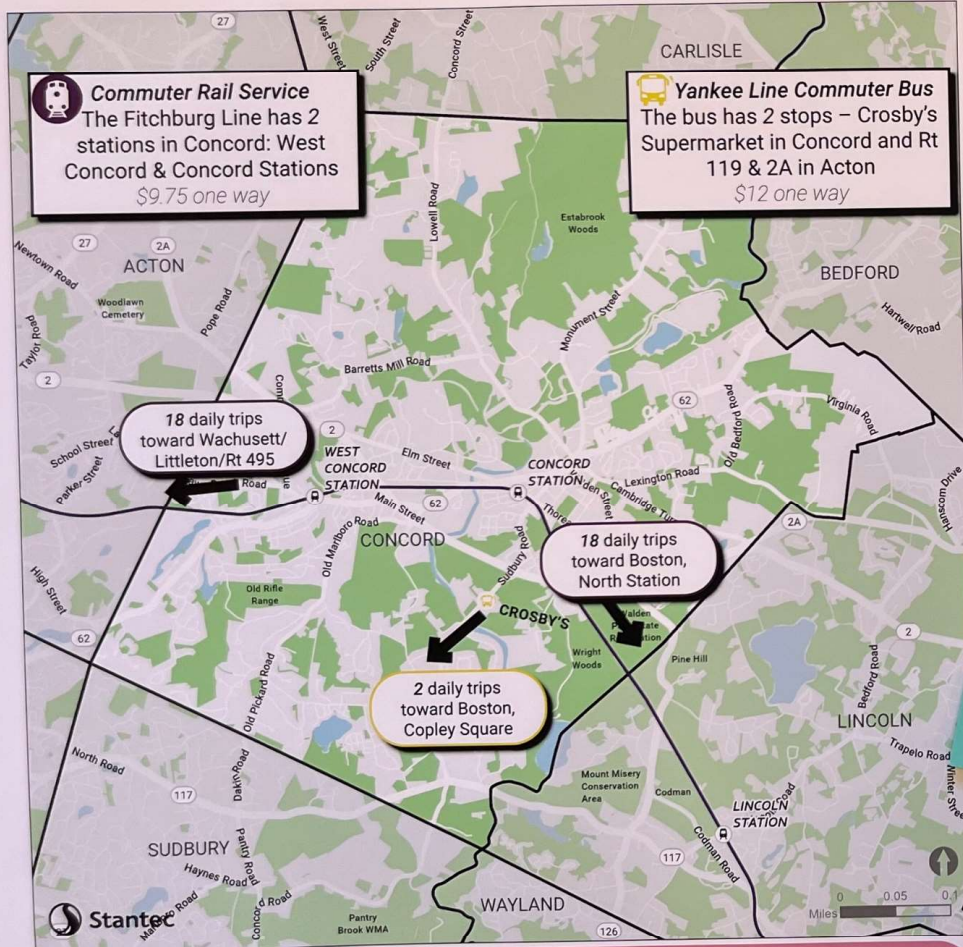 27
West Street
South Street
Concord Street
CARLISLE
Commuter Rail Service
The Fitchburg Line has 2
stations in Concord: West
Concord & Concord Stations
$9.75 one way
Yankee Line Commuter Bus
The bus has 2 stops – Crosby's
Supermarket in Concord and Rt
119 & 2A in Acton
$12 one way
Lowell Road
Estabrook
Woods
27
2A
Newtown Road
ACTON
BEDFORD
Woodlawn
Cemetery
Pope Road
Taylor Road
Monument Street
Hartwell Road
Barretts Mill Road
2
62
Old Bedford Road
Virginia Road
18 daily trips
toward Wachusett/
Littleton/Rt 495
2
School Street
Parker Street
Road
WEST
CONCORD
STATION
Elm Street
CONCORD
STATION
Lexington Road
62
Main Street
Old Marlboro Road
CONCORD
Sudbury Road
2A
Hanscom Drive
18 daily trips
toward Boston,
North Station
High Street
Old Rifle
Range
CROSBY'S
62
Wright
Woods
Pine Hill
2
Bedford Road
Old Pickard Road
2 daily trips
toward Boston,
Copley Square
LINCOLN
Trapelo Road
Winter Street
North Road
117
Dakin Road
Mount Misery
Conservation
Area
Codman
LINCOLN
STATION
Road
SUDBURY
Pantry Road
Haynes Road
117
Codman Road
Concord Road
Stantec
Road
Pantry
Brook WMA
WAYLAND
126
0 0.05 0.1
Miles